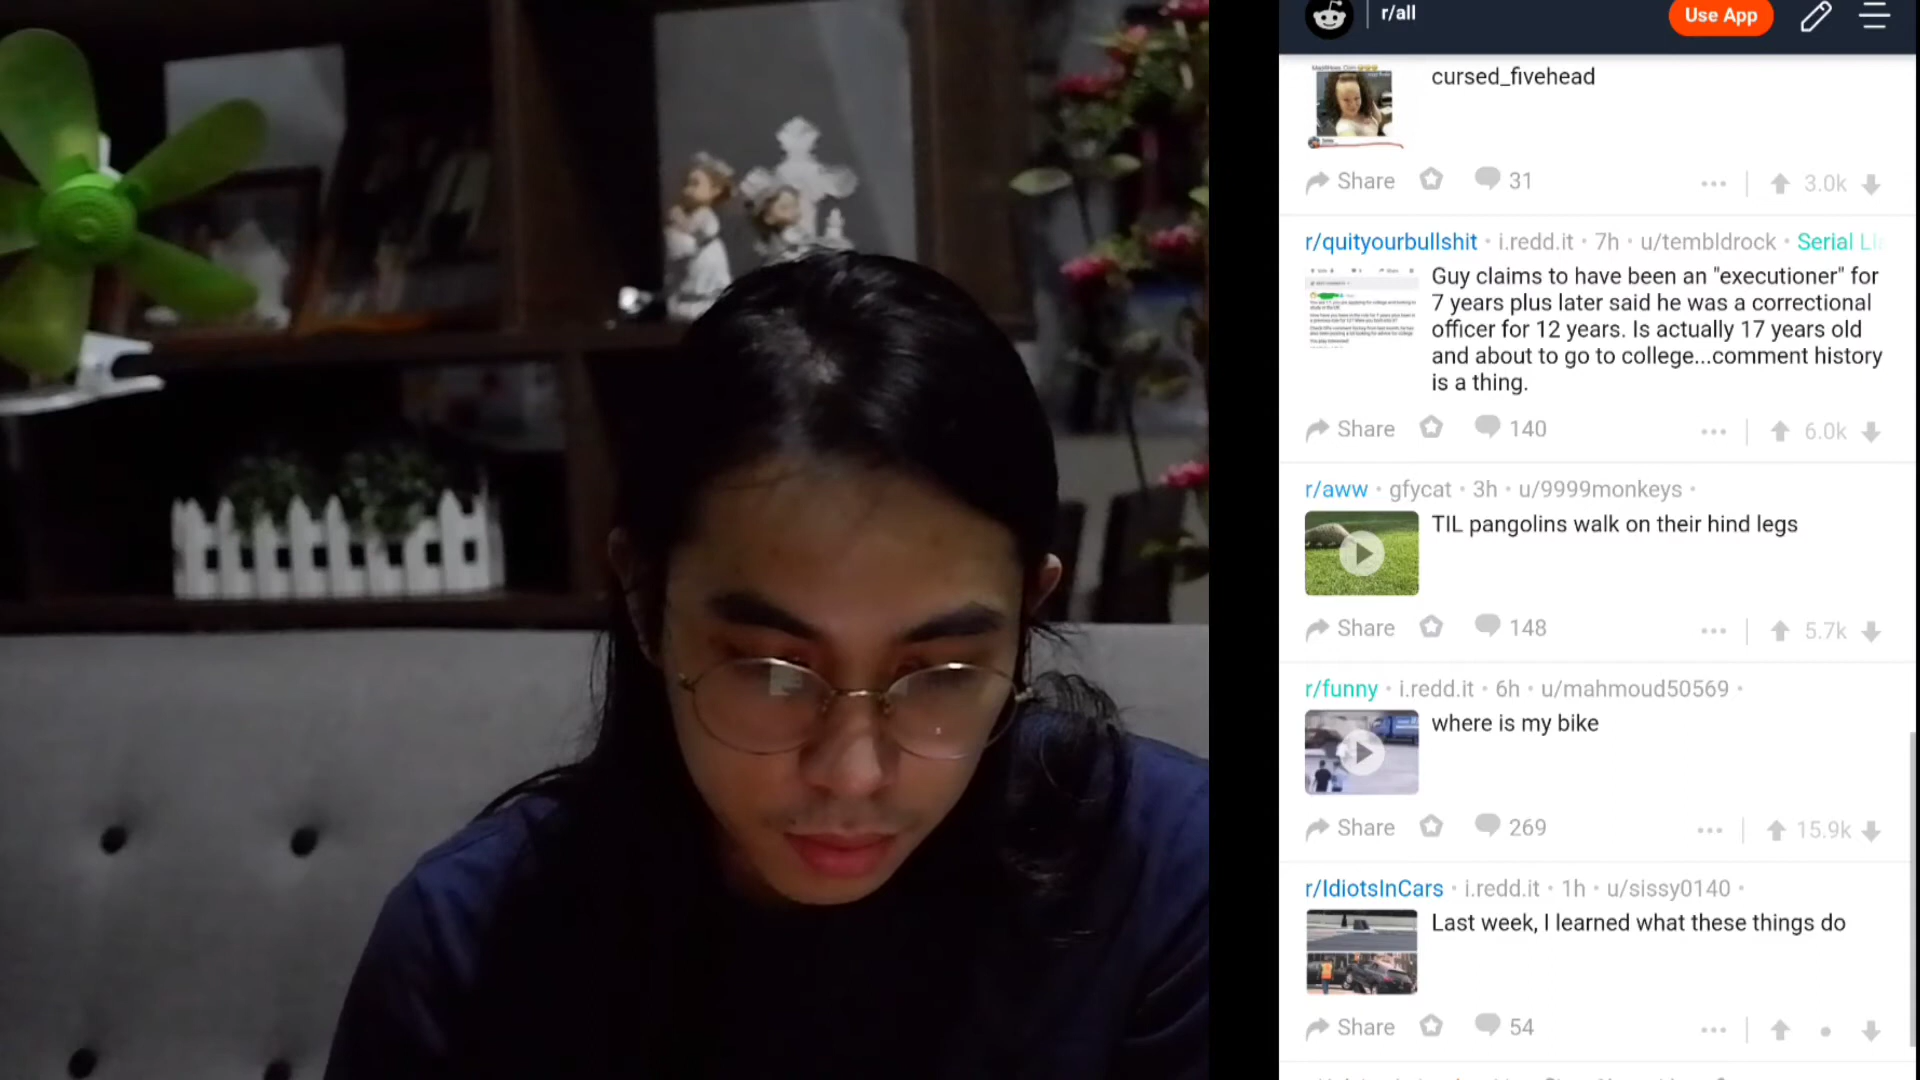 r/all
Use App
cursed_fivehead
Share
31
3.0k
r/quityourbullshit • i.redd.it • 7h • u/tembldrock • Serial
Guy claims to have been an "executioner" for
7 years plus later said he was a correctional
officer for 12 years. Is actually 17 years old
and about to go to college...comment history
is a thing.
Share
140
6.0k
r/aww • gfycat • 3h • u/9999monkeys •
TIL pangolins walk on their hind legs
Share
148
5.7k
r/funny • i.redd.it • 6h • u/mahmoud50569 •
where is my bike
Share
269
15.9k
r/IdiotsInCars • i.redd.it • 1h • u/sissy0140 •
Last week, I learned what these things do
Share
54
•